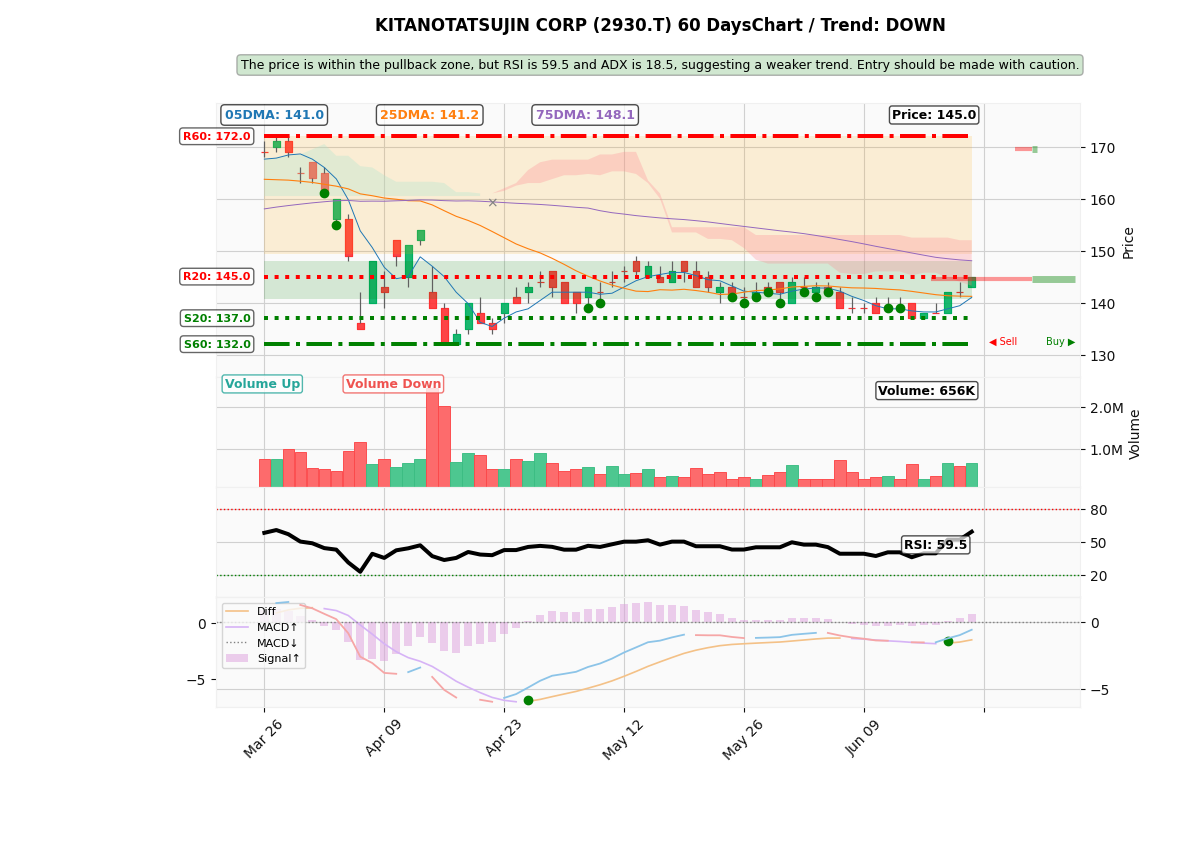 KITANOTATSUJIN CORP (2930.T) 60 DaysChart / Trend: DOWN
The price is within the pullback zone, but RSI is 59.5 and ADX is 18.5, suggesting a weaker trend. Entry should be made with caution.
05DMA: 141.0
25DMA: 141.2
75DMA: 148.1
Price: 145.0
R60: 172.0
R20: 145.0
S20: 137.0
S60: 132.0
170
160
150
140
130
Price
◀ Sell
Buy ▶
Volume Up
Volume Down
Volume: 656K
2.0M
1.0M
Volume
80
50
20
RSI: 59.5
Diff
MACD↑
MACD↓
Signal↑
0
−5
0
−5
Mar 26
Apr 09
Apr 23
May 12
May 26
Jun 09